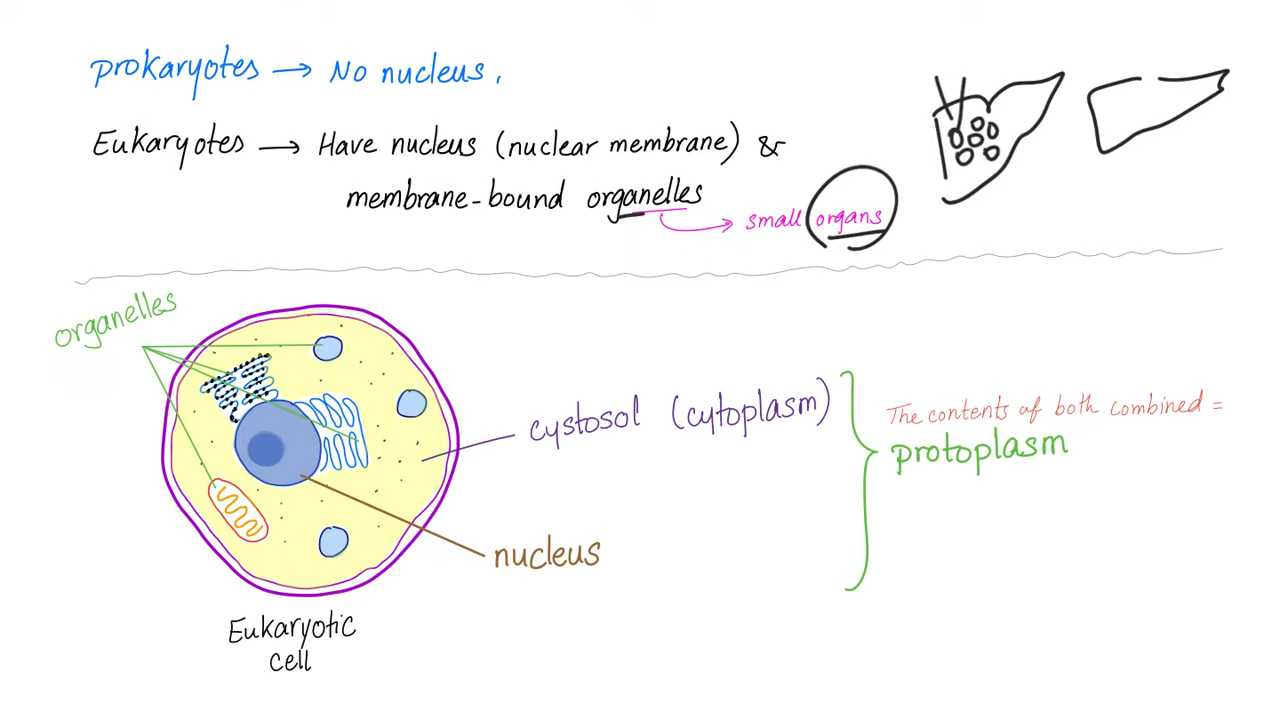 prokaryotes → No nucleus.
Eukaryotes → Have nucleus (nuclear membrane) &
membrane-bound organelles
→ small organs
organelles
cystosol (cytoplasm)
The contents of both combined =
protoplasm
nucleus
Eukaryotic
cell